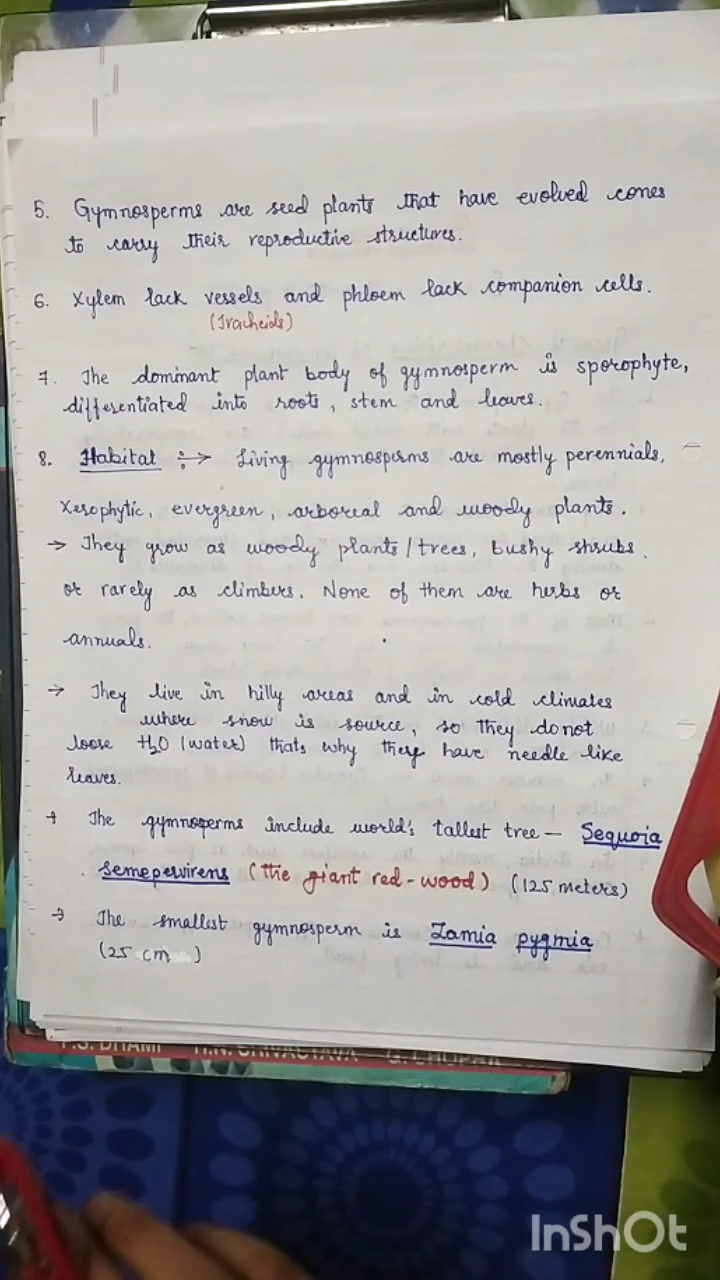 5. Gymnosperms are seed plants that have evolved cones
to carry their reproductive structures.
6. Xylem lack vessels and phloem lack companion cells.
(Tracheids)
7. The dominant plant body of gymnosperm is sporophyte,
differentiated into roots, stem and leaves.
8. Habitat ÷→ Living gymnosperms are mostly perennials,
Xerophytic, evergreen, arboreal and woody plants.
→ They grow as woody plants/trees, bushy shrubs.
or rarely as climbers. None of them are herbs or
annuals.
→ They live in hilly areas and in cold climates
where snow is source, so they do not
loose H2O (water) thats why they have needle like
leaves.
→ The gymnosperms include world's tallest tree — Sequoia
semepervirens (the giant red-wood) (125 meters)
→ The smallest gymnosperm is Zamia pygmia
(25 cm)
P.S. DHAMI H.N. SRIVASTAVA G. CHOPRA
InShOt